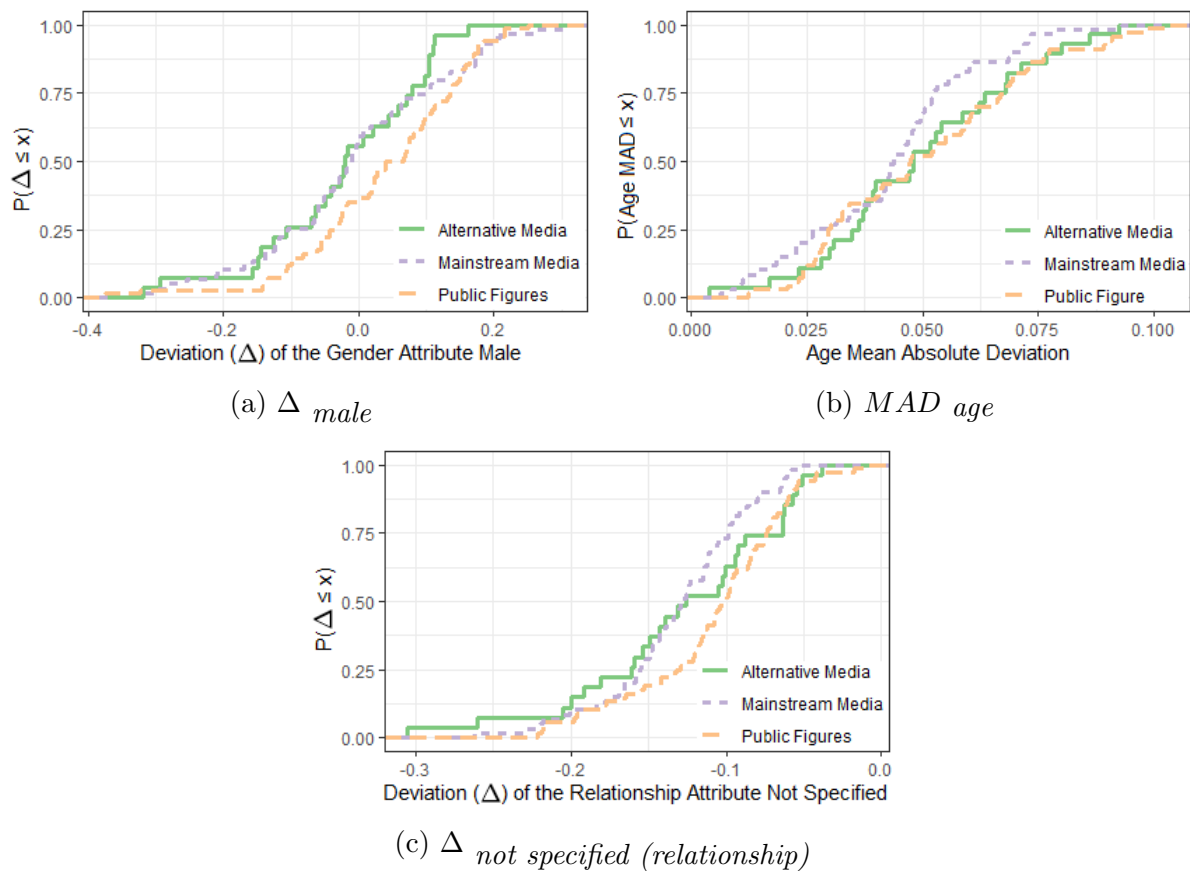 P(Δ ≤ x)
1.00
0.75
0.50
0.25
0.00
Alternative Media
Mainstream Media
Public Figures
-0.4
-0.2
0.0
0.2
Deviation (Δ) of the Gender Attribute Male
(a) Δ male
P(Age MAD ≤ x)
1.00
0.75
0.50
0.25
0.00
Alternative Media
Mainstream Media
Public Figure
0.000
0.025
0.050
0.075
0.100
Age Mean Absolute Deviation
(b) MAD age
P(Δ ≤ x)
1.00
0.75
0.50
0.25
0.00
Alternative Media
Mainstream Media
Public Figures
-0.3
-0.2
-0.1
0.0
Deviation (Δ) of the Relationship Attribute Not Specified
(c) Δ not specified (relationship)